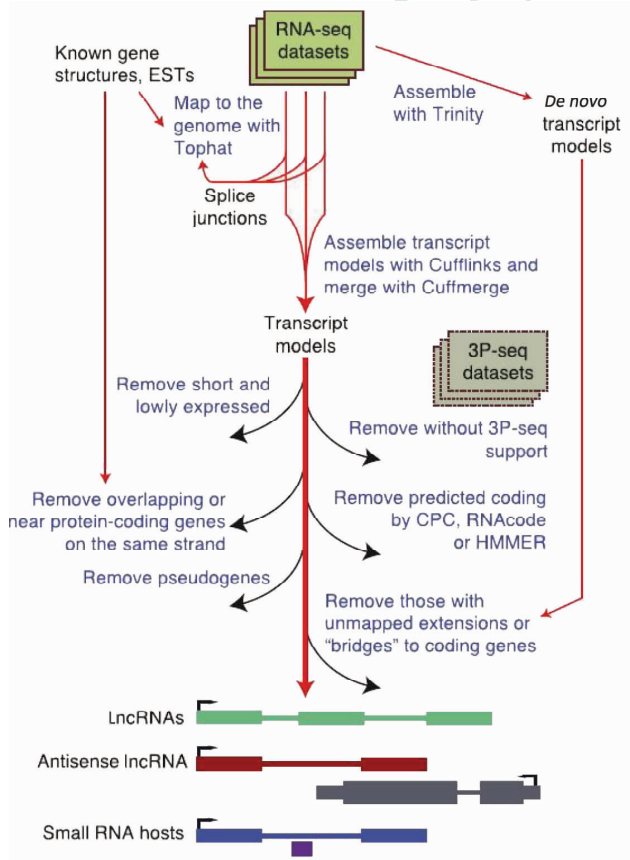 RNA-seq
datasets
Known gene
structures, ESTs
Map to the
genome with
Tophat
Assemble
with Trinity
De novo
transcript
models
Splice
junctions
Assemble transcript
models with Cufflinks and
merge with Cuffmerge
Transcript
models
3P-seq
datasets
Remove short and
lowly expressed
Remove without 3P-seq
support
Remove overlapping or
near protein-coding genes
on the same strand
Remove predicted coding
by CPC, RNAcode
or HMMER
Remove pseudogenes
Remove those with
unmapped extensions or
“bridges” to coding genes
LncRNAs
Antisense lncRNA
Small RNA hosts